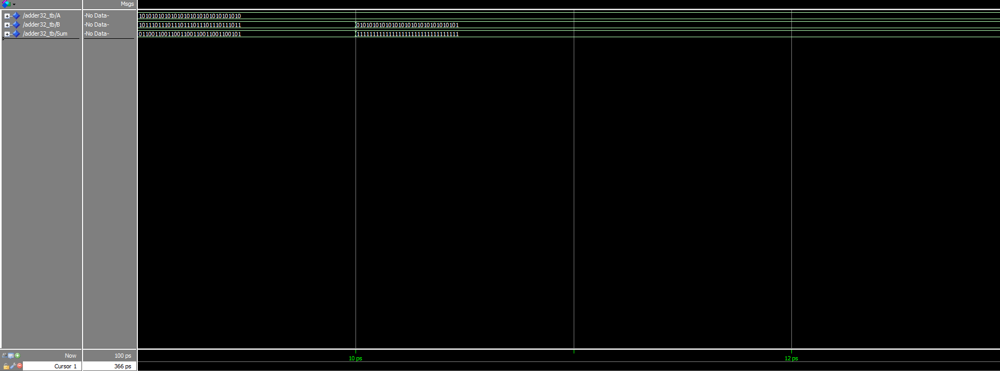 Msgs
/adder32_tb/A -No Data- 10101010101010101010101010101010
/adder32_tb/B -No Data- 10111011101110111011101110111011 01010101010101010101010101010101
/adder32_tb/Sum -No Data- 01100110011001100110011001100101 11111111111111111111111111111111
Now 100 ps 10 ps 12 ps
Cursor 1 366 ps